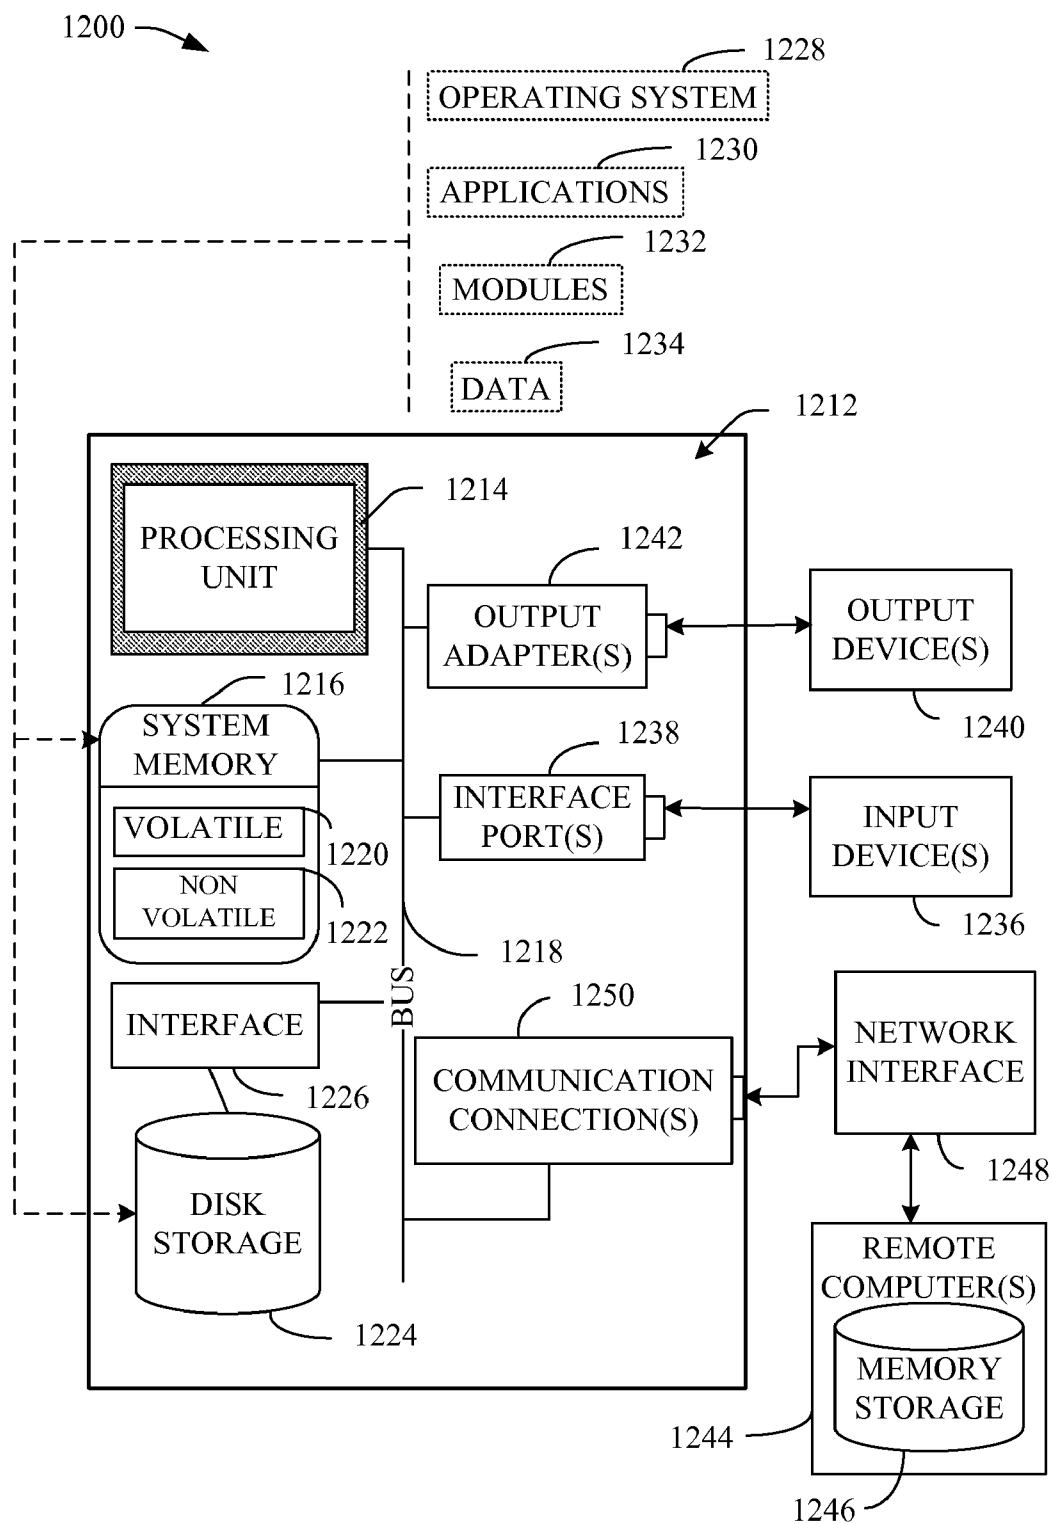 1200
1228
OPERATING SYSTEM
1230
APPLICATIONS
1232
MODULES
1234
DATA
1212
1214
PROCESSING
UNIT
1242
OUTPUT
ADAPTER(S)
OUTPUT
DEVICE(S)
1240
1216
SYSTEM
MEMORY
1238
INTERFACE
PORT(S)
INPUT
DEVICE(S)
1236
VOLATILE
1220
NON
VOLATILE
1222
1218
BUS
INTERFACE
1226
1250
COMMUNICATION
CONNECTION(S)
NETWORK
INTERFACE
1248
DISK
STORAGE
1224
REMOTE
COMPUTER(S)
MEMORY
STORAGE
1244
1246